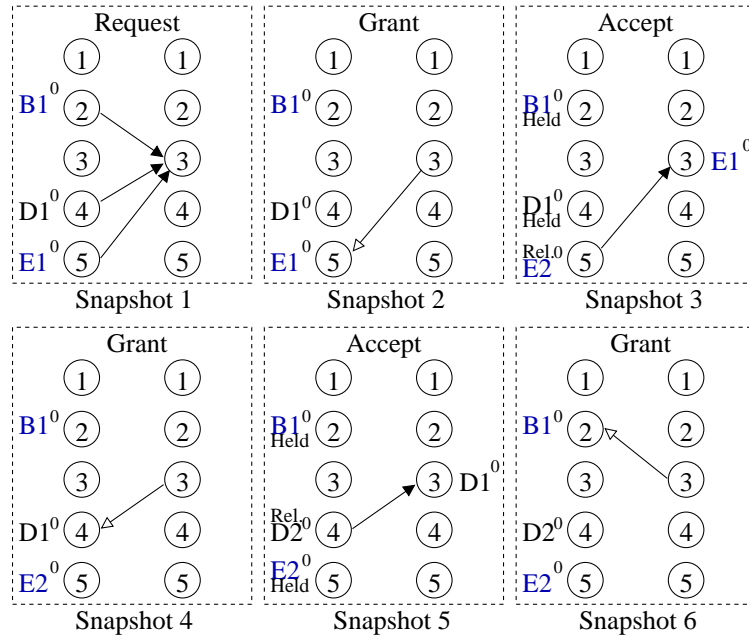 Request
1 1
B1⁰ 2 2
3 3
D1⁰ 4 4
E1⁰ 5 5
Snapshot 1
Grant
1 1
B1⁰ 2 2
3 3
D1⁰ 4 4
E1⁰ 5 5
Snapshot 2
Accept
1 1
B1⁰ 2 2
Held
3 3 E1⁰
D1⁰ 4 4
Held
Rel.
E2⁰ 5 5
Snapshot 3
Grant
1 1
B1⁰ 2 2
3 3
D1⁰ 4 4
E2⁰ 5 5
Snapshot 4
Accept
1 1
B1⁰ 2 2
Held
3 3 D1⁰
Rel.
D2⁰ 4 4
E2⁰ 5 5
Held
Snapshot 5
Grant
1 1
B1⁰ 2 2
3 3
D2⁰ 4 4
E2⁰ 5 5
Snapshot 6